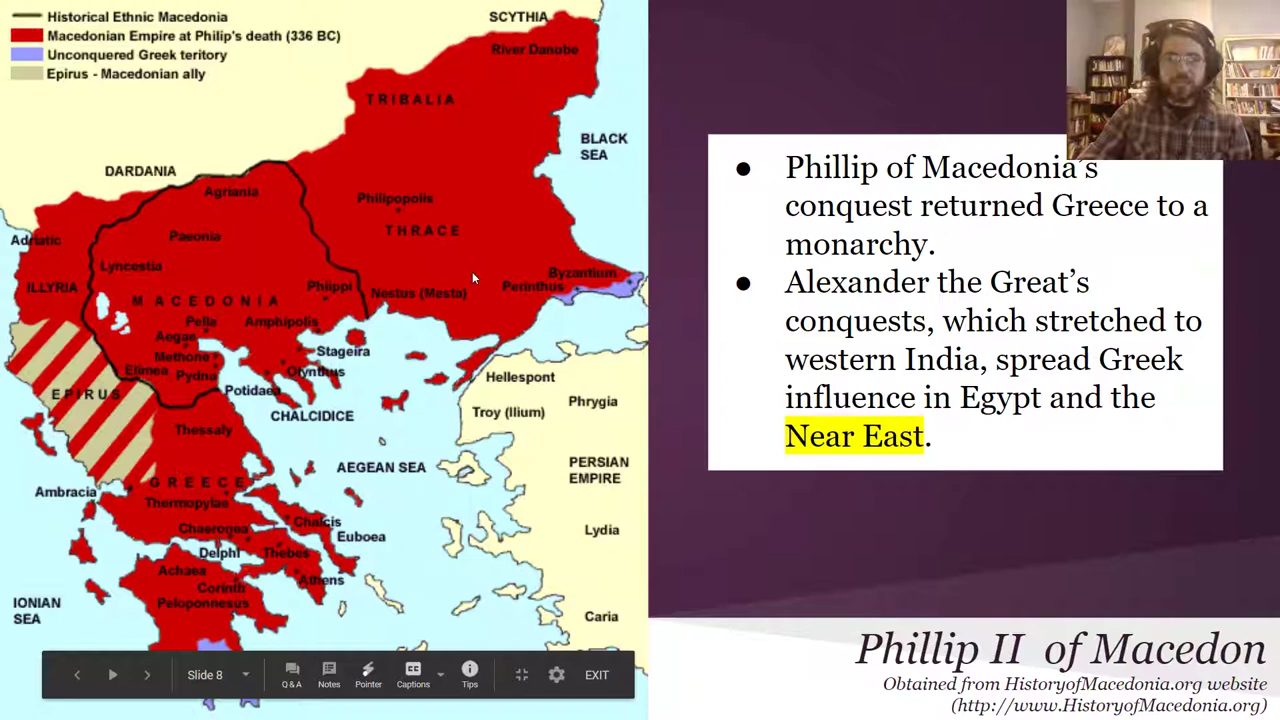 Historical Ethnic Macedonia
Macedonian Empire at Philip's death (336 BC)
Unconquered Greek teritory
Epirus - Macedonian ally
SCYTHIA
River Danube
TRIBALIA
BLACK
SEA
DARDANIA
Agriania
Philipopolis
THRACE
Adriatic
Paeonia
Lyncestia
Byzantium
ILLYRIA
Philippi
Nestus (Mesta)
Perinthus
MACEDONIA
Pella
Amphipolis
Aegae
Stageira
Methone
Elimea
Pydna
Olynthus
Hellespont
EPIRUS
Potidaea
CHALCIDICE
Troy (Ilium)
Phrygia
Thessaly
AEGEAN SEA
PERSIAN
EMPIRE
GREECE
Ambracia
Thermopylae
Chalcis
Chaeronea
Euboea
Lydia
Delphi
Thebes
Achaea
Athens
Corinth
Peloponnesus
IONIAN
SEA
Caria
Slide 8
Q & A
Notes
Pointer
Captions
Tips
EXIT
● Phillip of Macedonia's
conquest returned Greece to a
monarchy.
● Alexander the Great's
conquests, which stretched to
western India, spread Greek
influence in Egypt and the
Near East.
Phillip II of Macedon
Obtained from HistoryofMacedonia.org website
(http://www.HistoryofMacedonia.org)